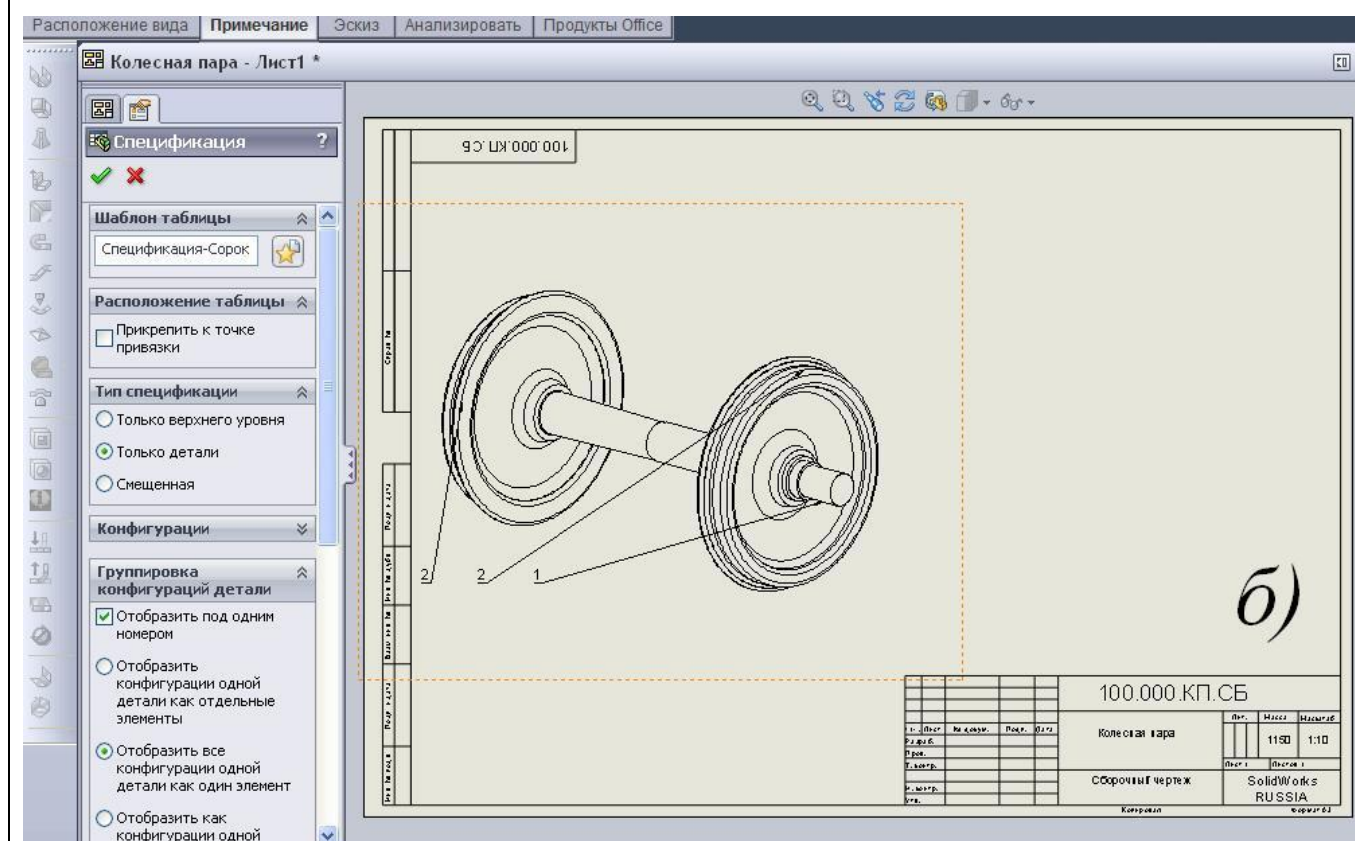 Расположение вида Примечание Эскиз Анализировать Продукты Office
Колесная пара - Лист1 *
Спецификация ?
Шаблон таблицы
Спецификация-Сорок
Расположение таблицы
Прикрепить к точке
привязки
Тип спецификации
Только верхнего уровня
Только детали
Смещенная
Конфигурации
Группировка
конфигураций детали
Отобразить под одним
номером
Отобразить
конфигурации одной
детали как отдельные
элементы
Отобразить все
конфигурации одной
детали как один элемент
Отобразить как
конфигурации одной
100.000.КП.СБ
2 2 1
б)
100.000.КП.СБ
Колесная пара
Масса Масштаб
1150 1:10
Сборочный чертеж
SolidWorks
RUSSIA
Копировал